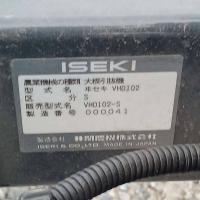 ISEKI
農業機械の種類 大根引抜機
型式名 ヰセキ VHD102
区分 S
販売型式名 VHD102-S
製造番号 000041
製造会社 井関農機株式会社
ISEKI & CO.,LTD. MADE IN JAPAN